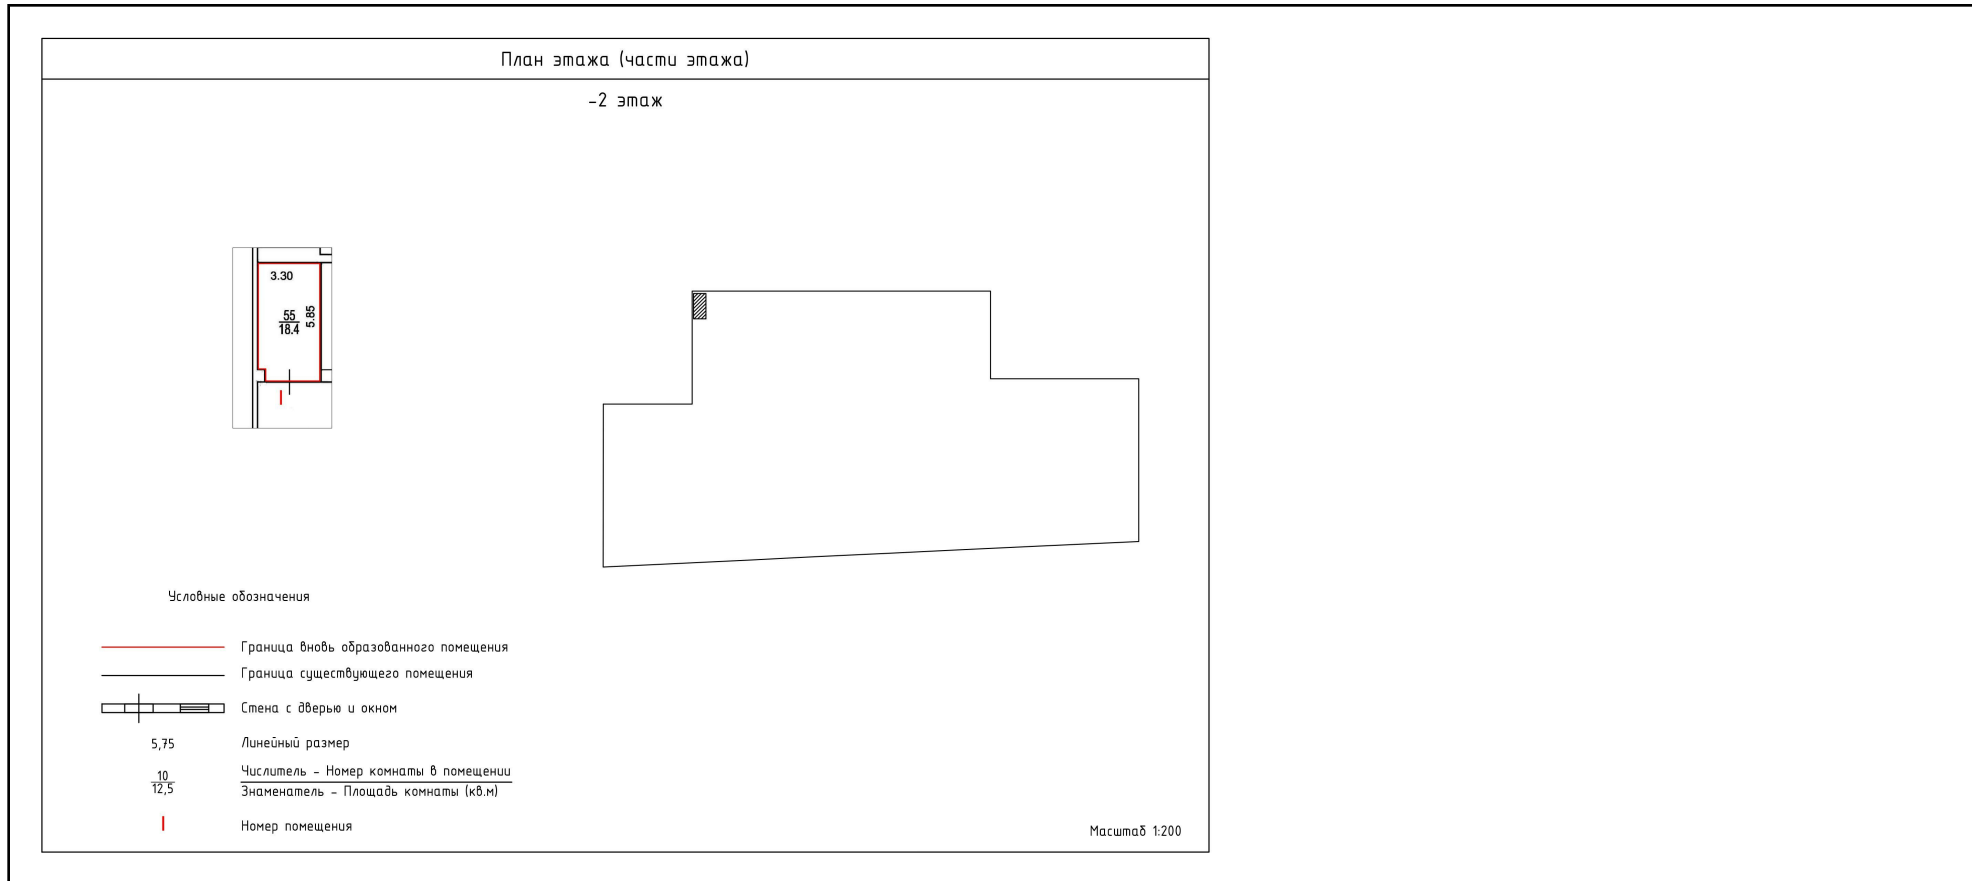 План этажа (части этажа)
-2 этаж
3.30
5.85
55
18.4
I
Условные обозначения
Граница вновь образованного помещения
Граница существующего помещения
Стена с дверью и окном
5,75 Линейный размер
10
12,5
Числитель - Номер комнаты в помещении
Знаменатель - Площадь комнаты (кв.м)
I Номер помещения
Масштаб 1:200